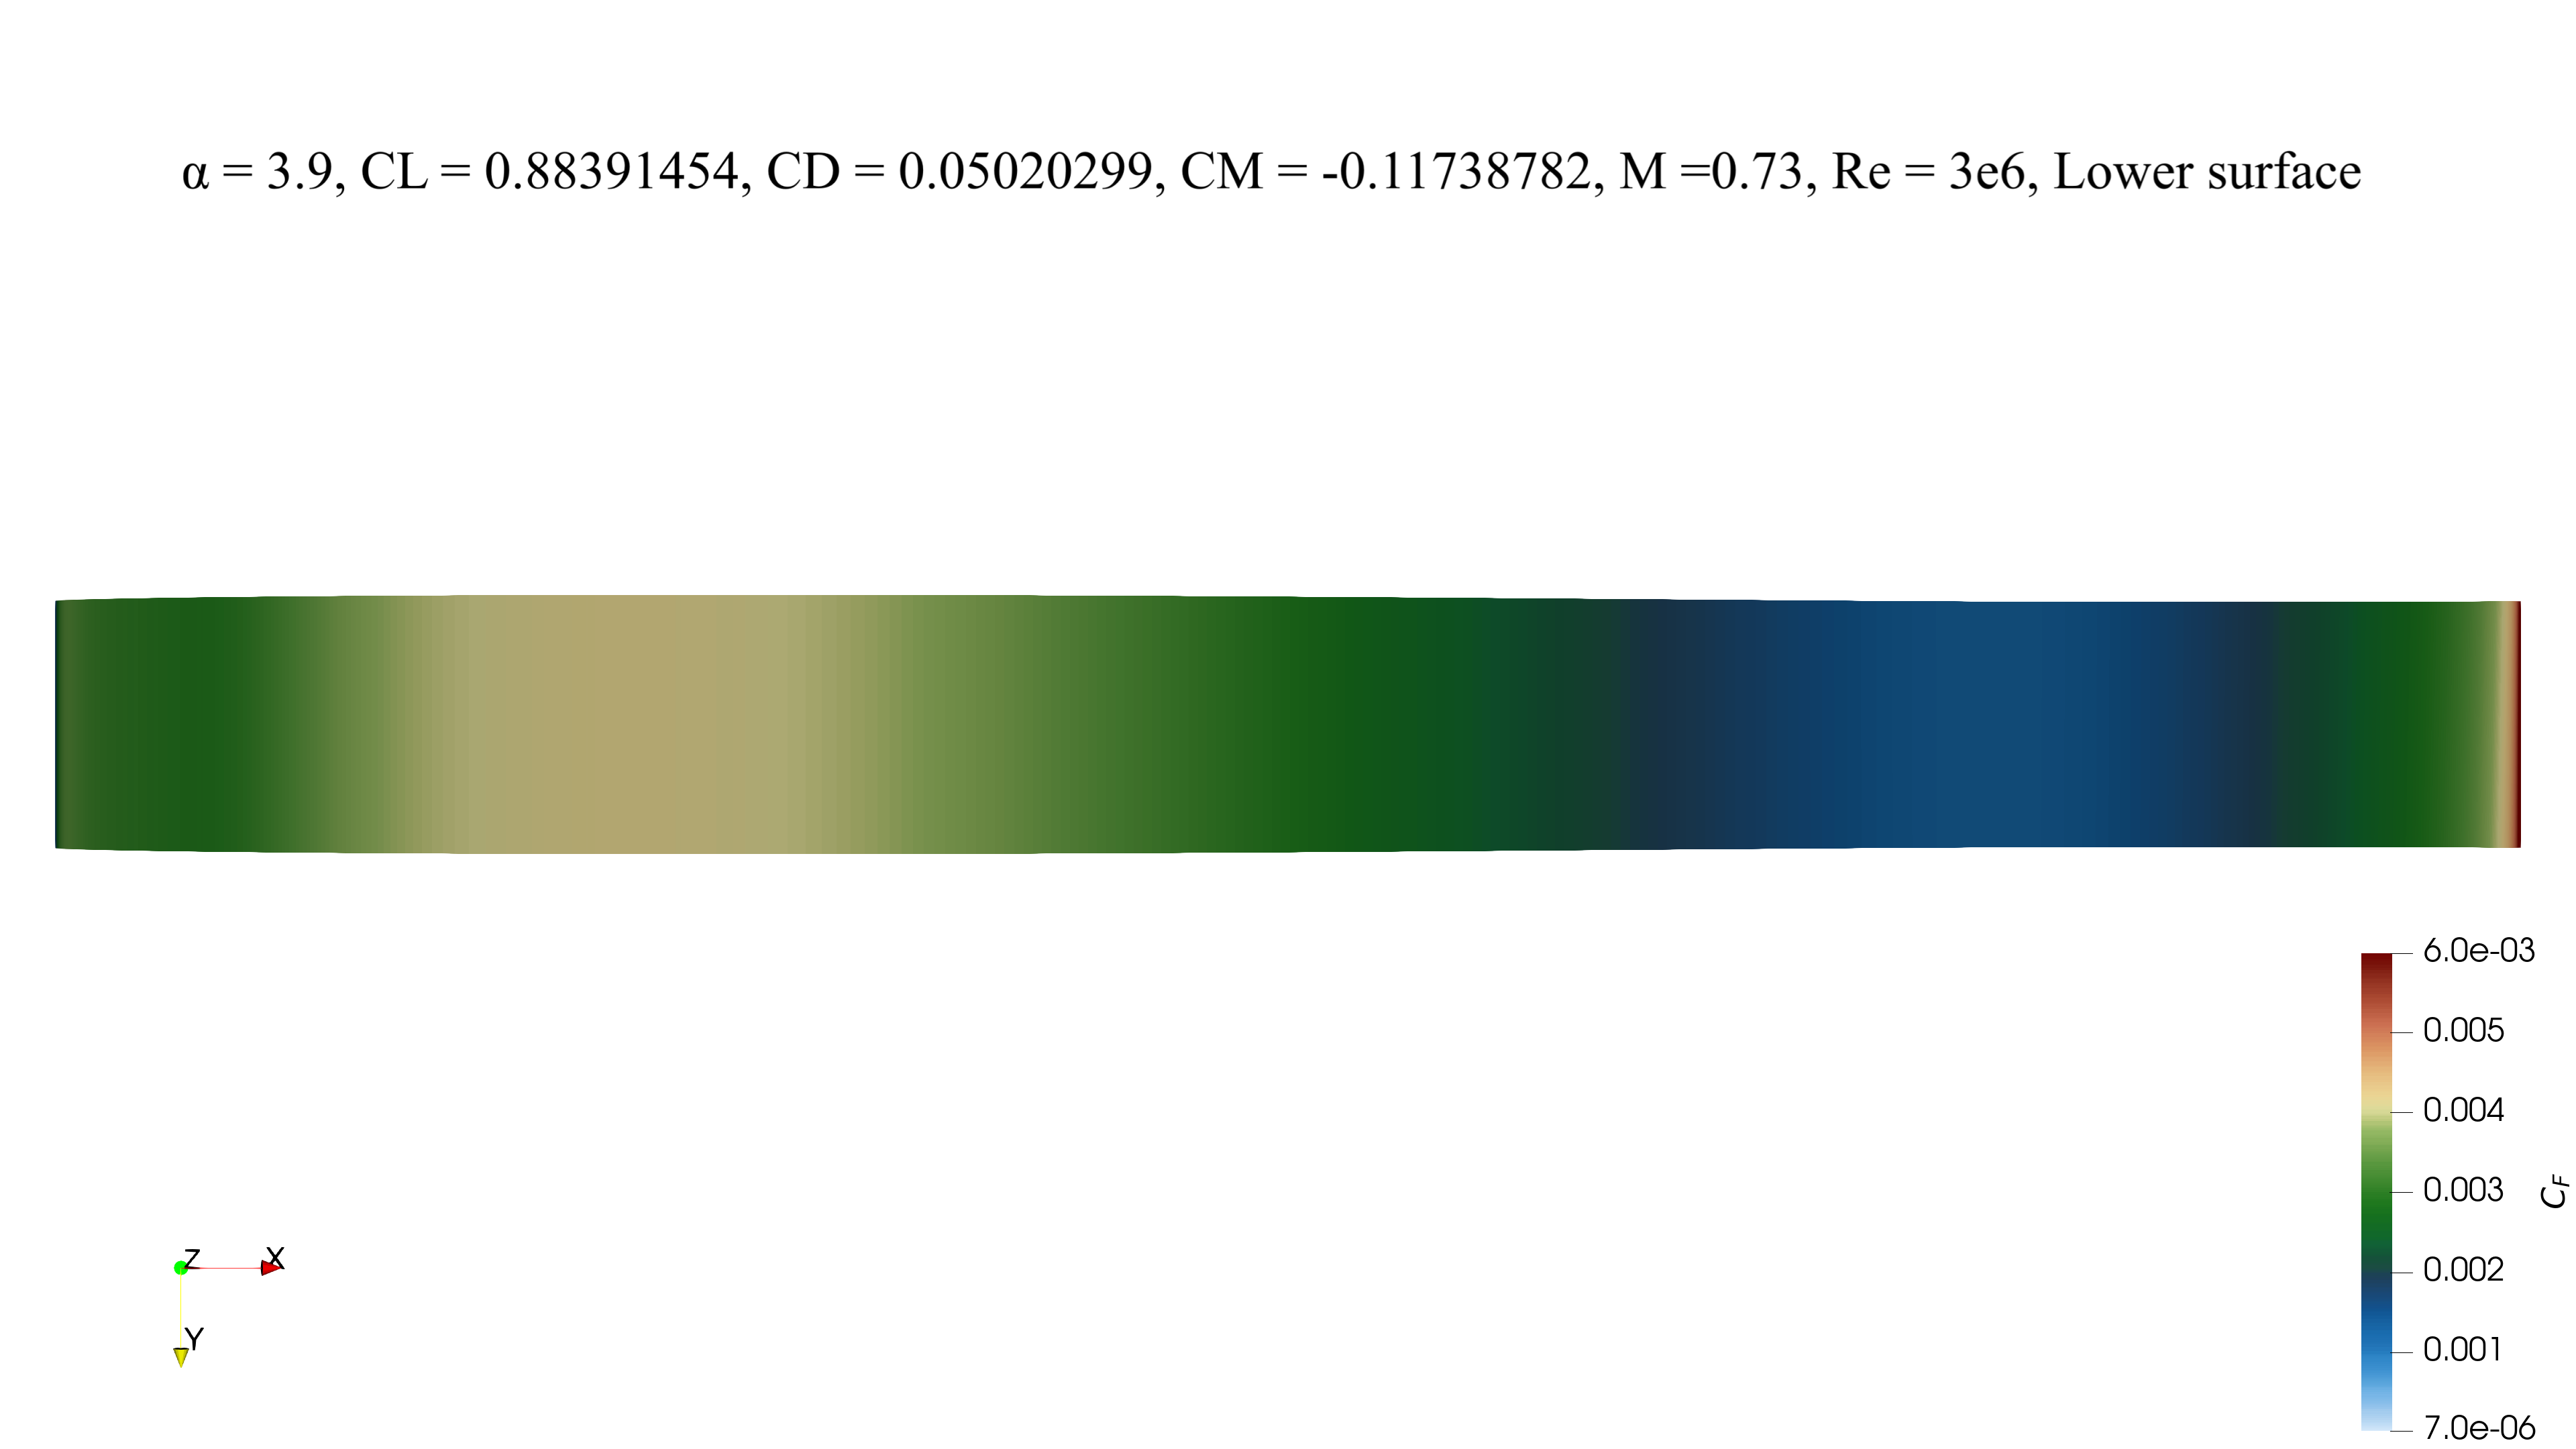 α = 3.9, CL = 0.88391454, CD = 0.05020299, CM = -0.11738782, M =0.73, Re = 3e6, Lower surface
6.0e-03
0.005
0.004
0.003
0.002
0.001
7.0e-06
C_F
Z
X
Y